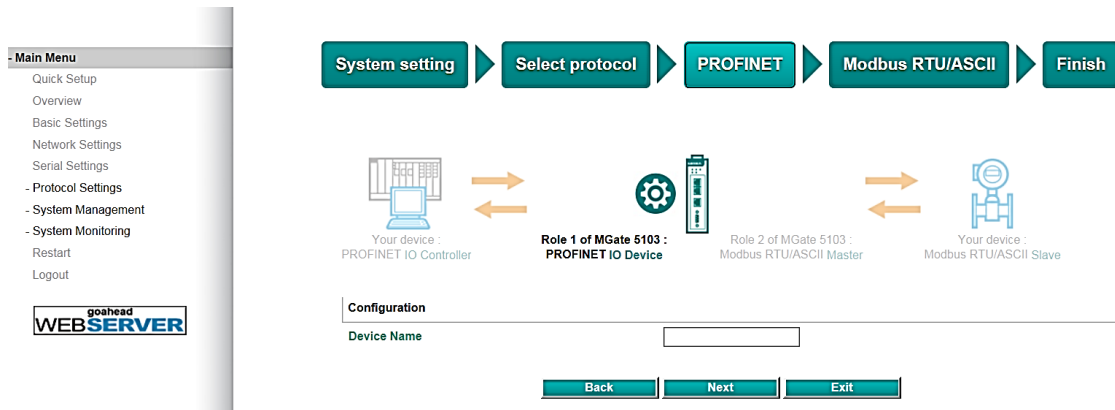 - Main Menu
Quick Setup
Overview
Basic Settings
Network Settings
Serial Settings
- Protocol Settings
- System Management
- System Monitoring
Restart
Logout
goahead
WEBSERVER
System setting
Select protocol
PROFINET
Modbus RTU/ASCII
Finish
Your device :
PROFINET IO Controller
Role 1 of MGate 5103 :
PROFINET IO Device
Role 2 of MGate 5103 :
Modbus RTU/ASCII Master
Your device :
Modbus RTU/ASCII Slave
Configuration
Device Name
Back
Next
Exit